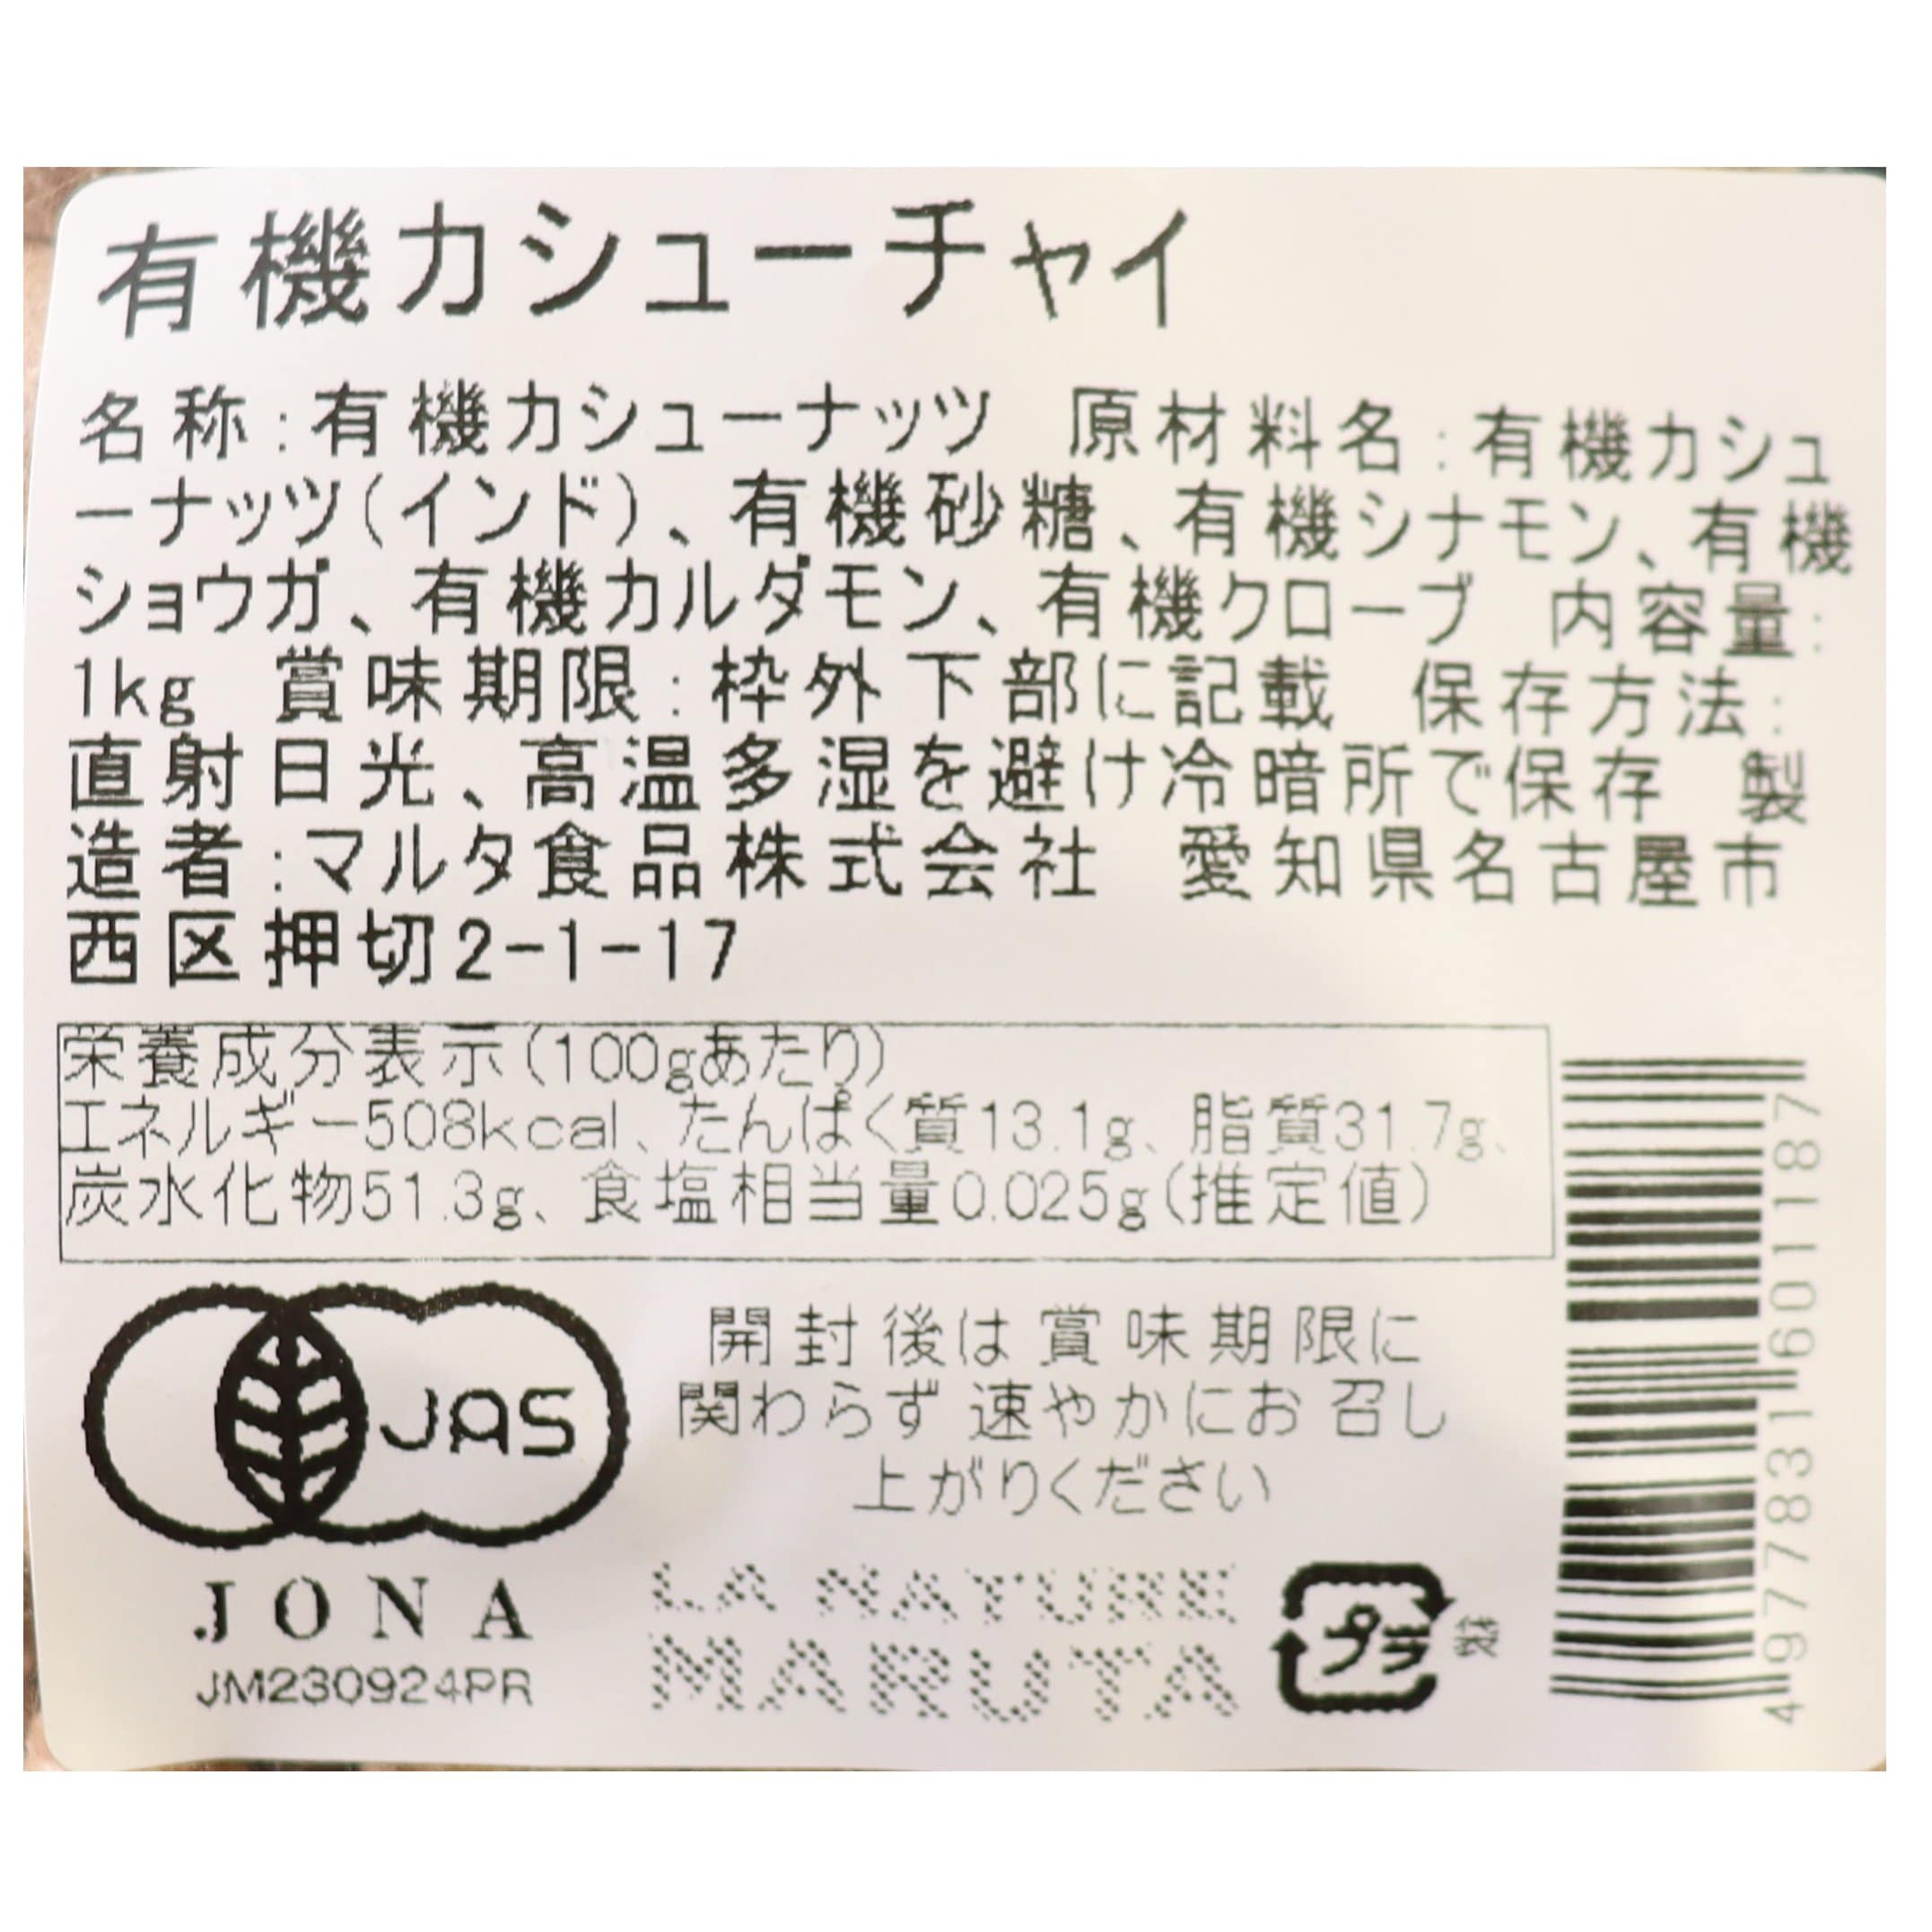 有機カシューチャイ
名称:有機カシューナッツ 原材料名:有機カシュ
ーナッツ(インド)、有機砂糖、有機シナモン、有機
ショウガ、有機カルダモン、有機クローブ 内容量:
1kg 賞味期限:枠外下部に記載 保存方法:
直射日光、高温多湿を避け冷暗所で保存 製
造者:マルタ食品株式会社 愛知県名古屋市
西区押切2-1-17
栄養成分表示(100gあたり)
エネルギー508kcal、たんぱく質13.1g、脂質31.7g、
炭水化物51.3g、食塩相当量0.025g(推定値)
JAS
JONA
JM230924PR
開封後は賞味期限に
関わらず速やかにお召し
上がりください
LA NATURE
MARUTA
プラ
袋
4977831601187